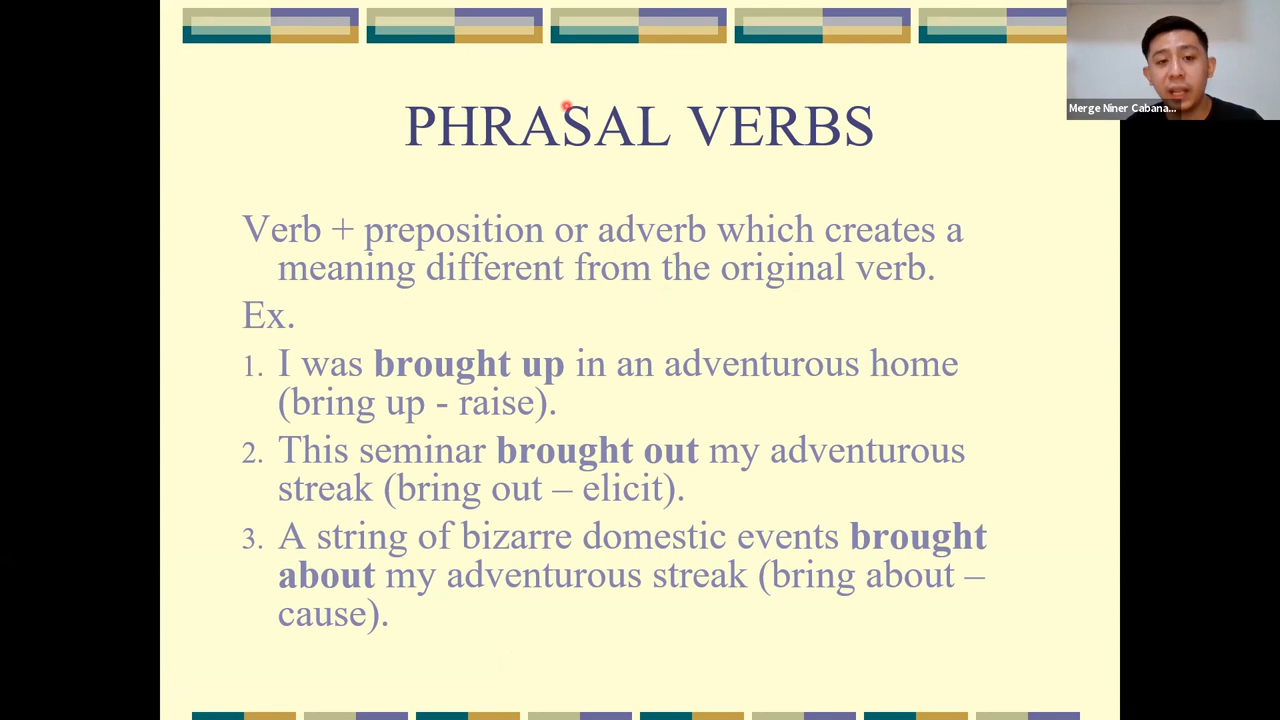 Merge Niner Cabana...
PHRASAL VERBS
Verb + preposition or adverb which creates a
meaning different from the original verb.
Ex.
1. I was brought up in an adventurous home
(bring up - raise).
2. This seminar brought out my adventurous
streak (bring out – elicit).
3. A string of bizarre domestic events brought
about my adventurous streak (bring about –
cause).